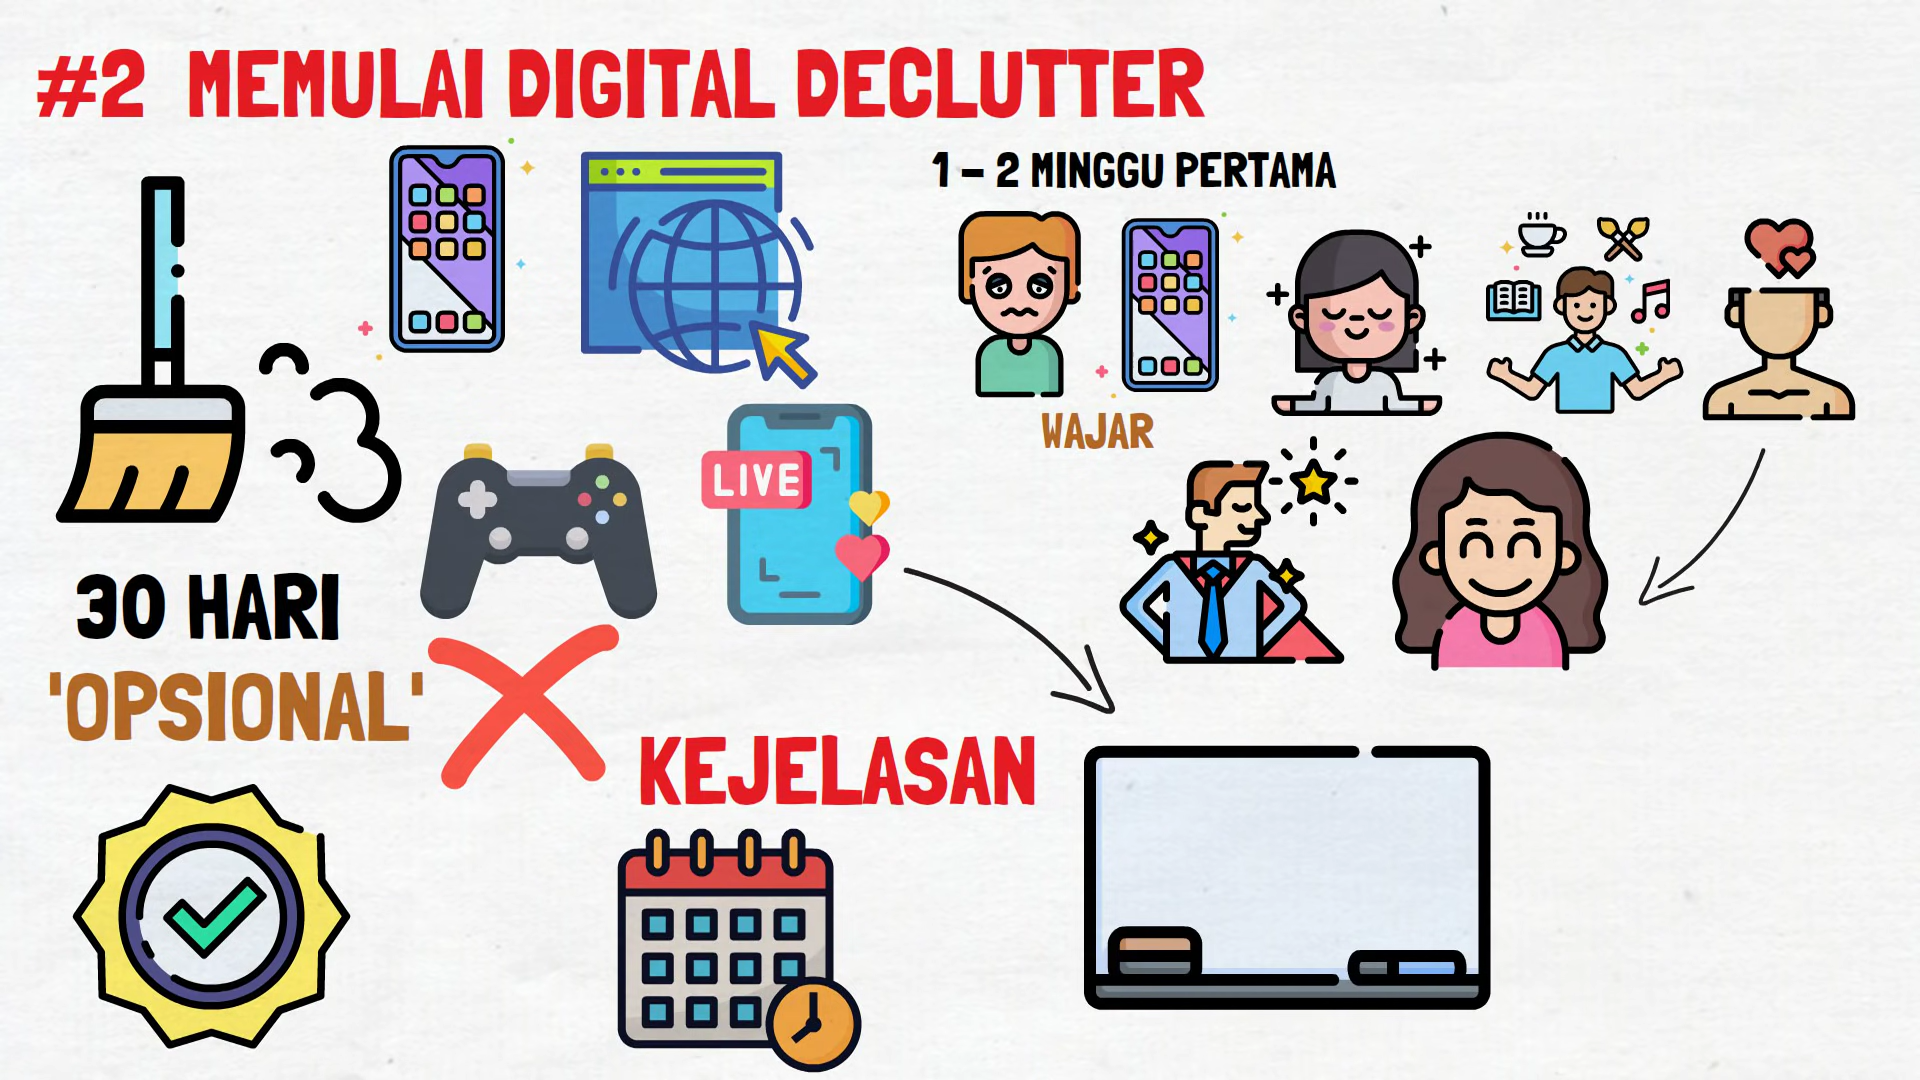 #2 MEMULAI DIGITAL DECLUTTER
1 – 2 MINGGU PERTAMA
WAJAR
LIVE
30 HARI
'OPSIONAL'
KEJELASAN